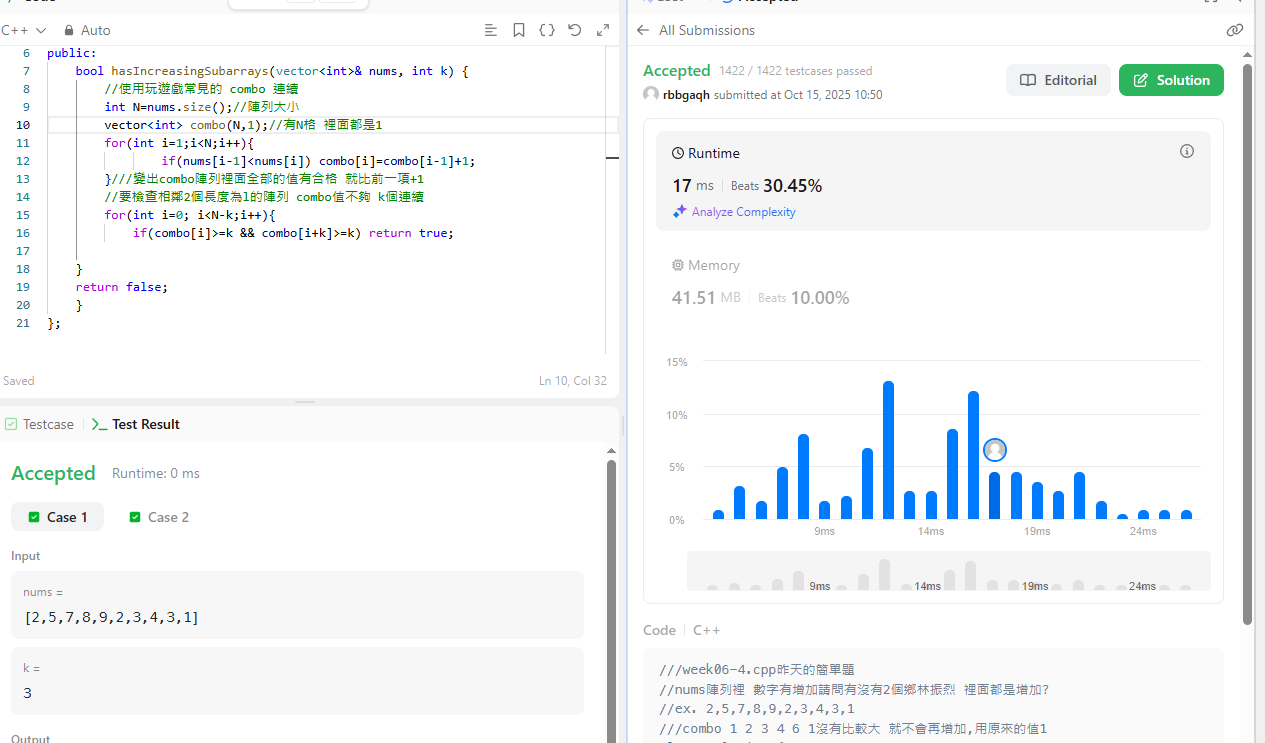 C++
Auto
6 public:
7 bool hasIncreasingSubarrays(vector<int>& nums, int k) {
8 //使用玩遊戲常見的 combo 連續
9 int N=nums.size();//陣列大小
10 vector<int> combo(N,1);//有N格 裡面都是1
11 for(int i=1;i<N;i++){
12 if(nums[i-1]<nums[i]) combo[i]=combo[i-1]+1;
13 }///變出combo陣列裡面全部的值有合格 就比前一項+1
14 //要檢查相鄰2個長度為l的陣列 combo值不夠 k個連續
15 for(int i=0; i<N-k;i++){
16 if(combo[i]>=k && combo[i+k]>=k) return true;
17
18 }
19 return false;
20 }
21 };
Saved
Ln 10, Col 32
Testcase
Test Result
Accepted
Runtime: 0 ms
Case 1
Case 2
Input
nums =
[2,5,7,8,9,2,3,4,3,1]
k =
3
Output
Accepted
All Submissions
Accepted 1422 / 1422 testcases passed
rbbgaqh submitted at Oct 15, 2025 10:50
Editorial
Solution
Runtime
17 ms Beats 30.45%
Analyze Complexity
Memory
41.51 MB Beats 10.00%
15%
10%
5%
0%
9ms 14ms 19ms 24ms
9ms 14ms 19ms 24ms
Code C++
///week06-4.cpp昨天的簡單題
//nums陣列裡 數字有增加請問有沒有2個鄉林振烈 裡面都是增加?
//ex. 2,5,7,8,9,2,3,4,3,1
///combo 1 2 3 4 6 1沒有比較大 就不會再增加,用原來的值1